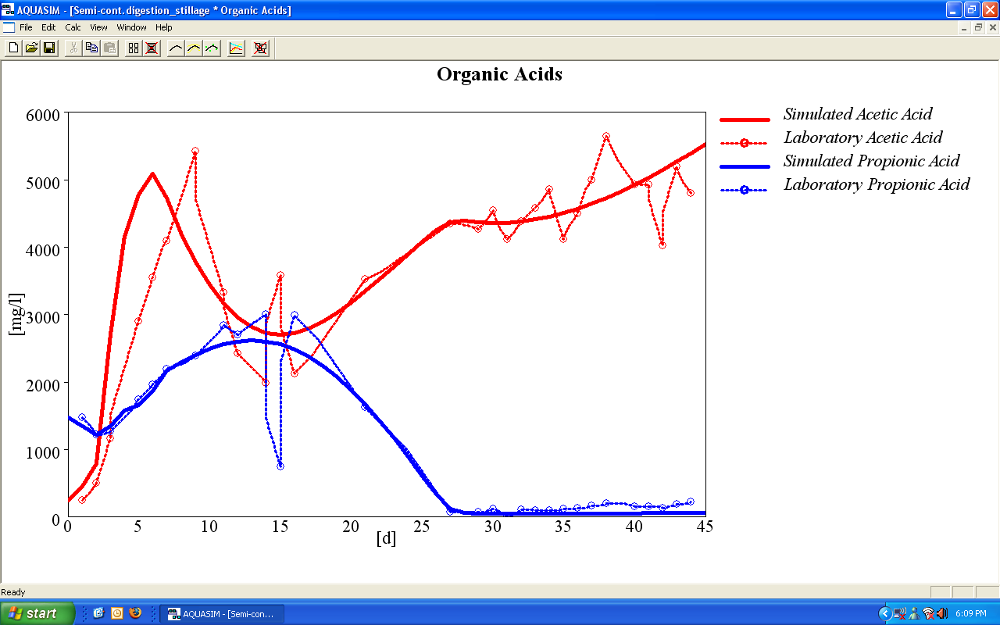 AQUASIM - [Semi-cont. digestion_stillage * Organic Acids]
File Edit Calc View Window Help
Organic Acids
6000
5000
4000
3000
2000
1000
0
[mg/l]
0 5 10 15 20 25 30 35 40 45
[d]
Simulated Acetic Acid
Laboratory Acetic Acid
Simulated Propionic Acid
Laboratory Propionic Acid
Ready
start
AQUASIM - [Semi-con...
6:09 PM